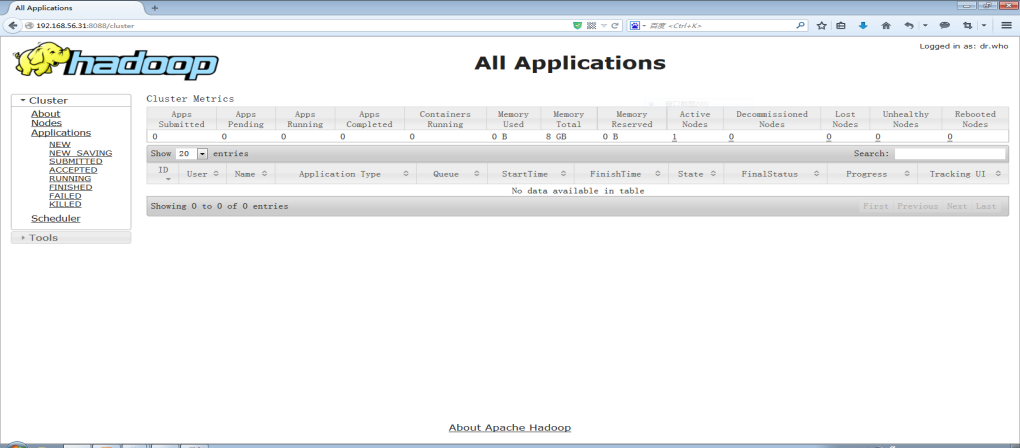 All Applications
+
192.168.56.31:8088/cluster
百度 <Ctrl+K>
Logged in as: dr.who
hadoop
All Applications
Cluster
About
Nodes
Applications
NEW
NEW_SAVING
SUBMITTED
ACCEPTED
RUNNING
FINISHED
FAILED
KILLED
Scheduler
Tools
Cluster Metrics
Apps Submitted Apps Pending Apps Running Apps Completed Containers Running Memory Used Memory Total Memory Reserved Active Nodes Decommissioned Nodes Lost Nodes Unhealthy Nodes Rebooted Nodes
0 0 0 0 0 0 B 8 GB 0 B 1 0 0 0 0
Show 20 entries Search:
ID User Name Application Type Queue StartTime FinishTime State FinalStatus Progress Tracking UI
No data available in table
Showing 0 to 0 of 0 entries First Previous Next Last
About Apache Hadoop